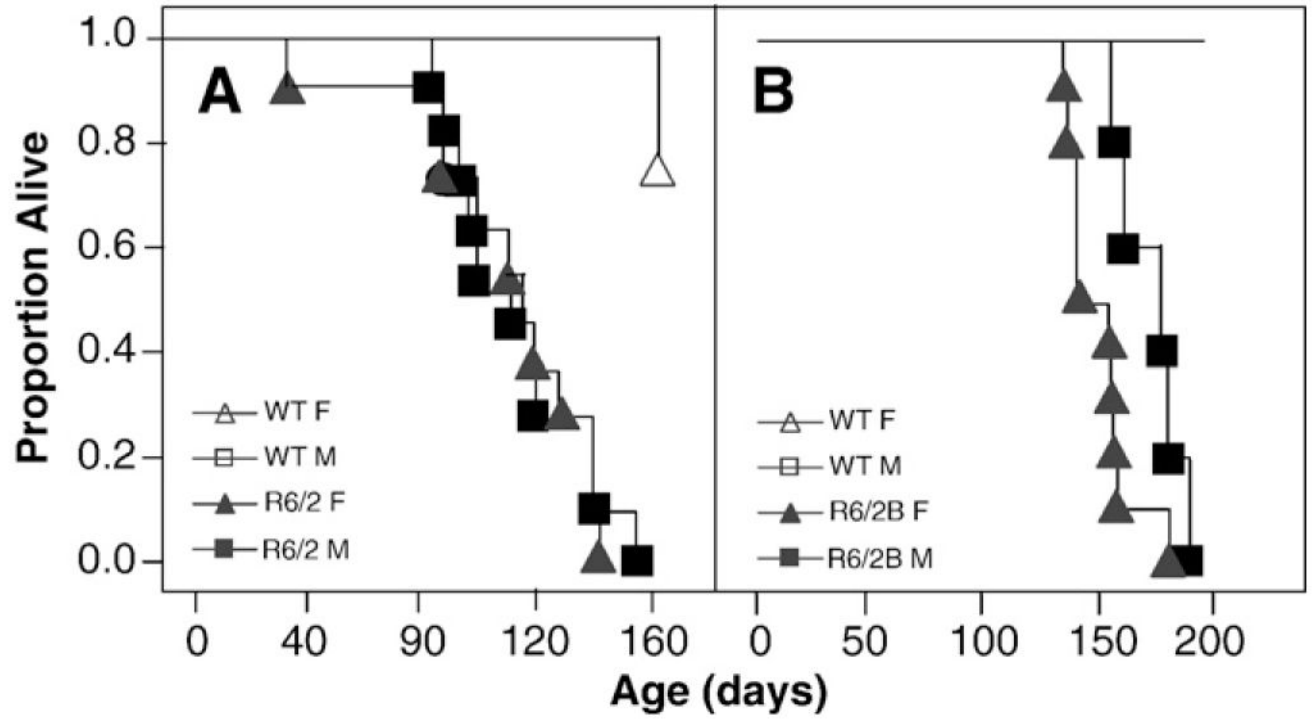 A
B
Proportion Alive
1.0
0.8
0.6
0.4
0.2
0.0
WT F
WT M
R6/2 F
R6/2 M
WT F
WT M
R6/2B F
R6/2B M
0 40 90 120 160
0 50 100 150 200
Age (days)